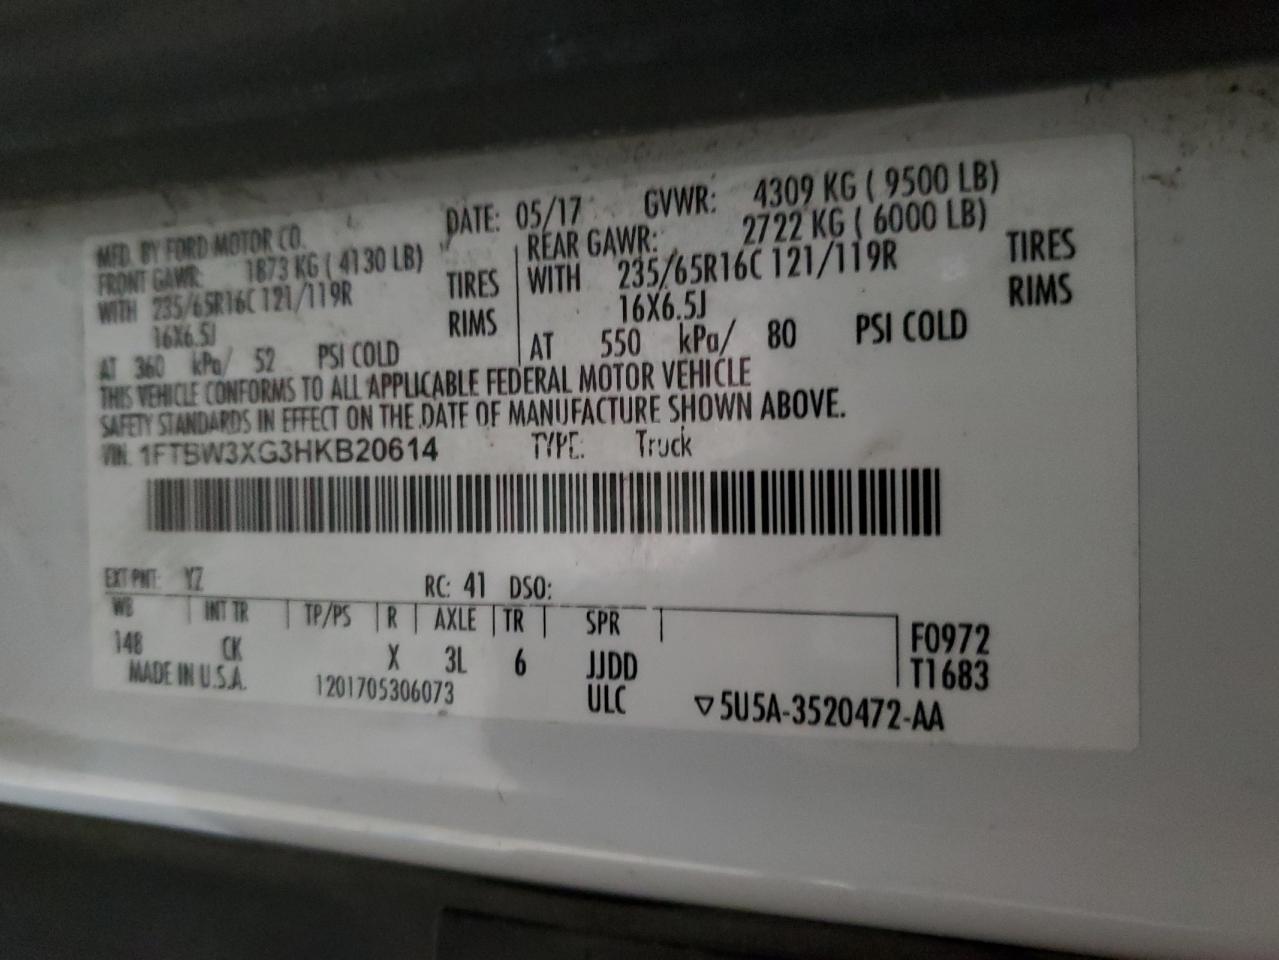 MFD. BY FORD MOTOR CO.
DATE: 05/17 GVWR: 4309 KG ( 9500 LB)
FRONT GAWR: 1873 KG ( 4130 LB)
WITH 235/65R16C 121/119R TIRES
16X6.5J RIMS
AT 360 kPa/ 52 PSI COLD
REAR GAWR: 2722 KG ( 6000 LB)
WITH 235/65R16C 121/119R TIRES
16X6.5J RIMS
AT 550 kPa/ 80 PSI COLD
THIS VEHICLE CONFORMS TO ALL APPLICABLE FEDERAL MOTOR VEHICLE
SAFETY STANDARDS IN EFFECT ON THE DATE OF MANUFACTURE SHOWN ABOVE.
VIN: 1FTBW3XG3HKB20614 TYPE: Truck
EXT PNT: YZ RC: 41 DSO:
WB INT TR TP/PS R AXLE TR SPR
148 CK X 3L 6 JJDD
F0972
T1683
MADE IN U.S.A. 1201705306073 ULC ▽5U5A-3520472-AA